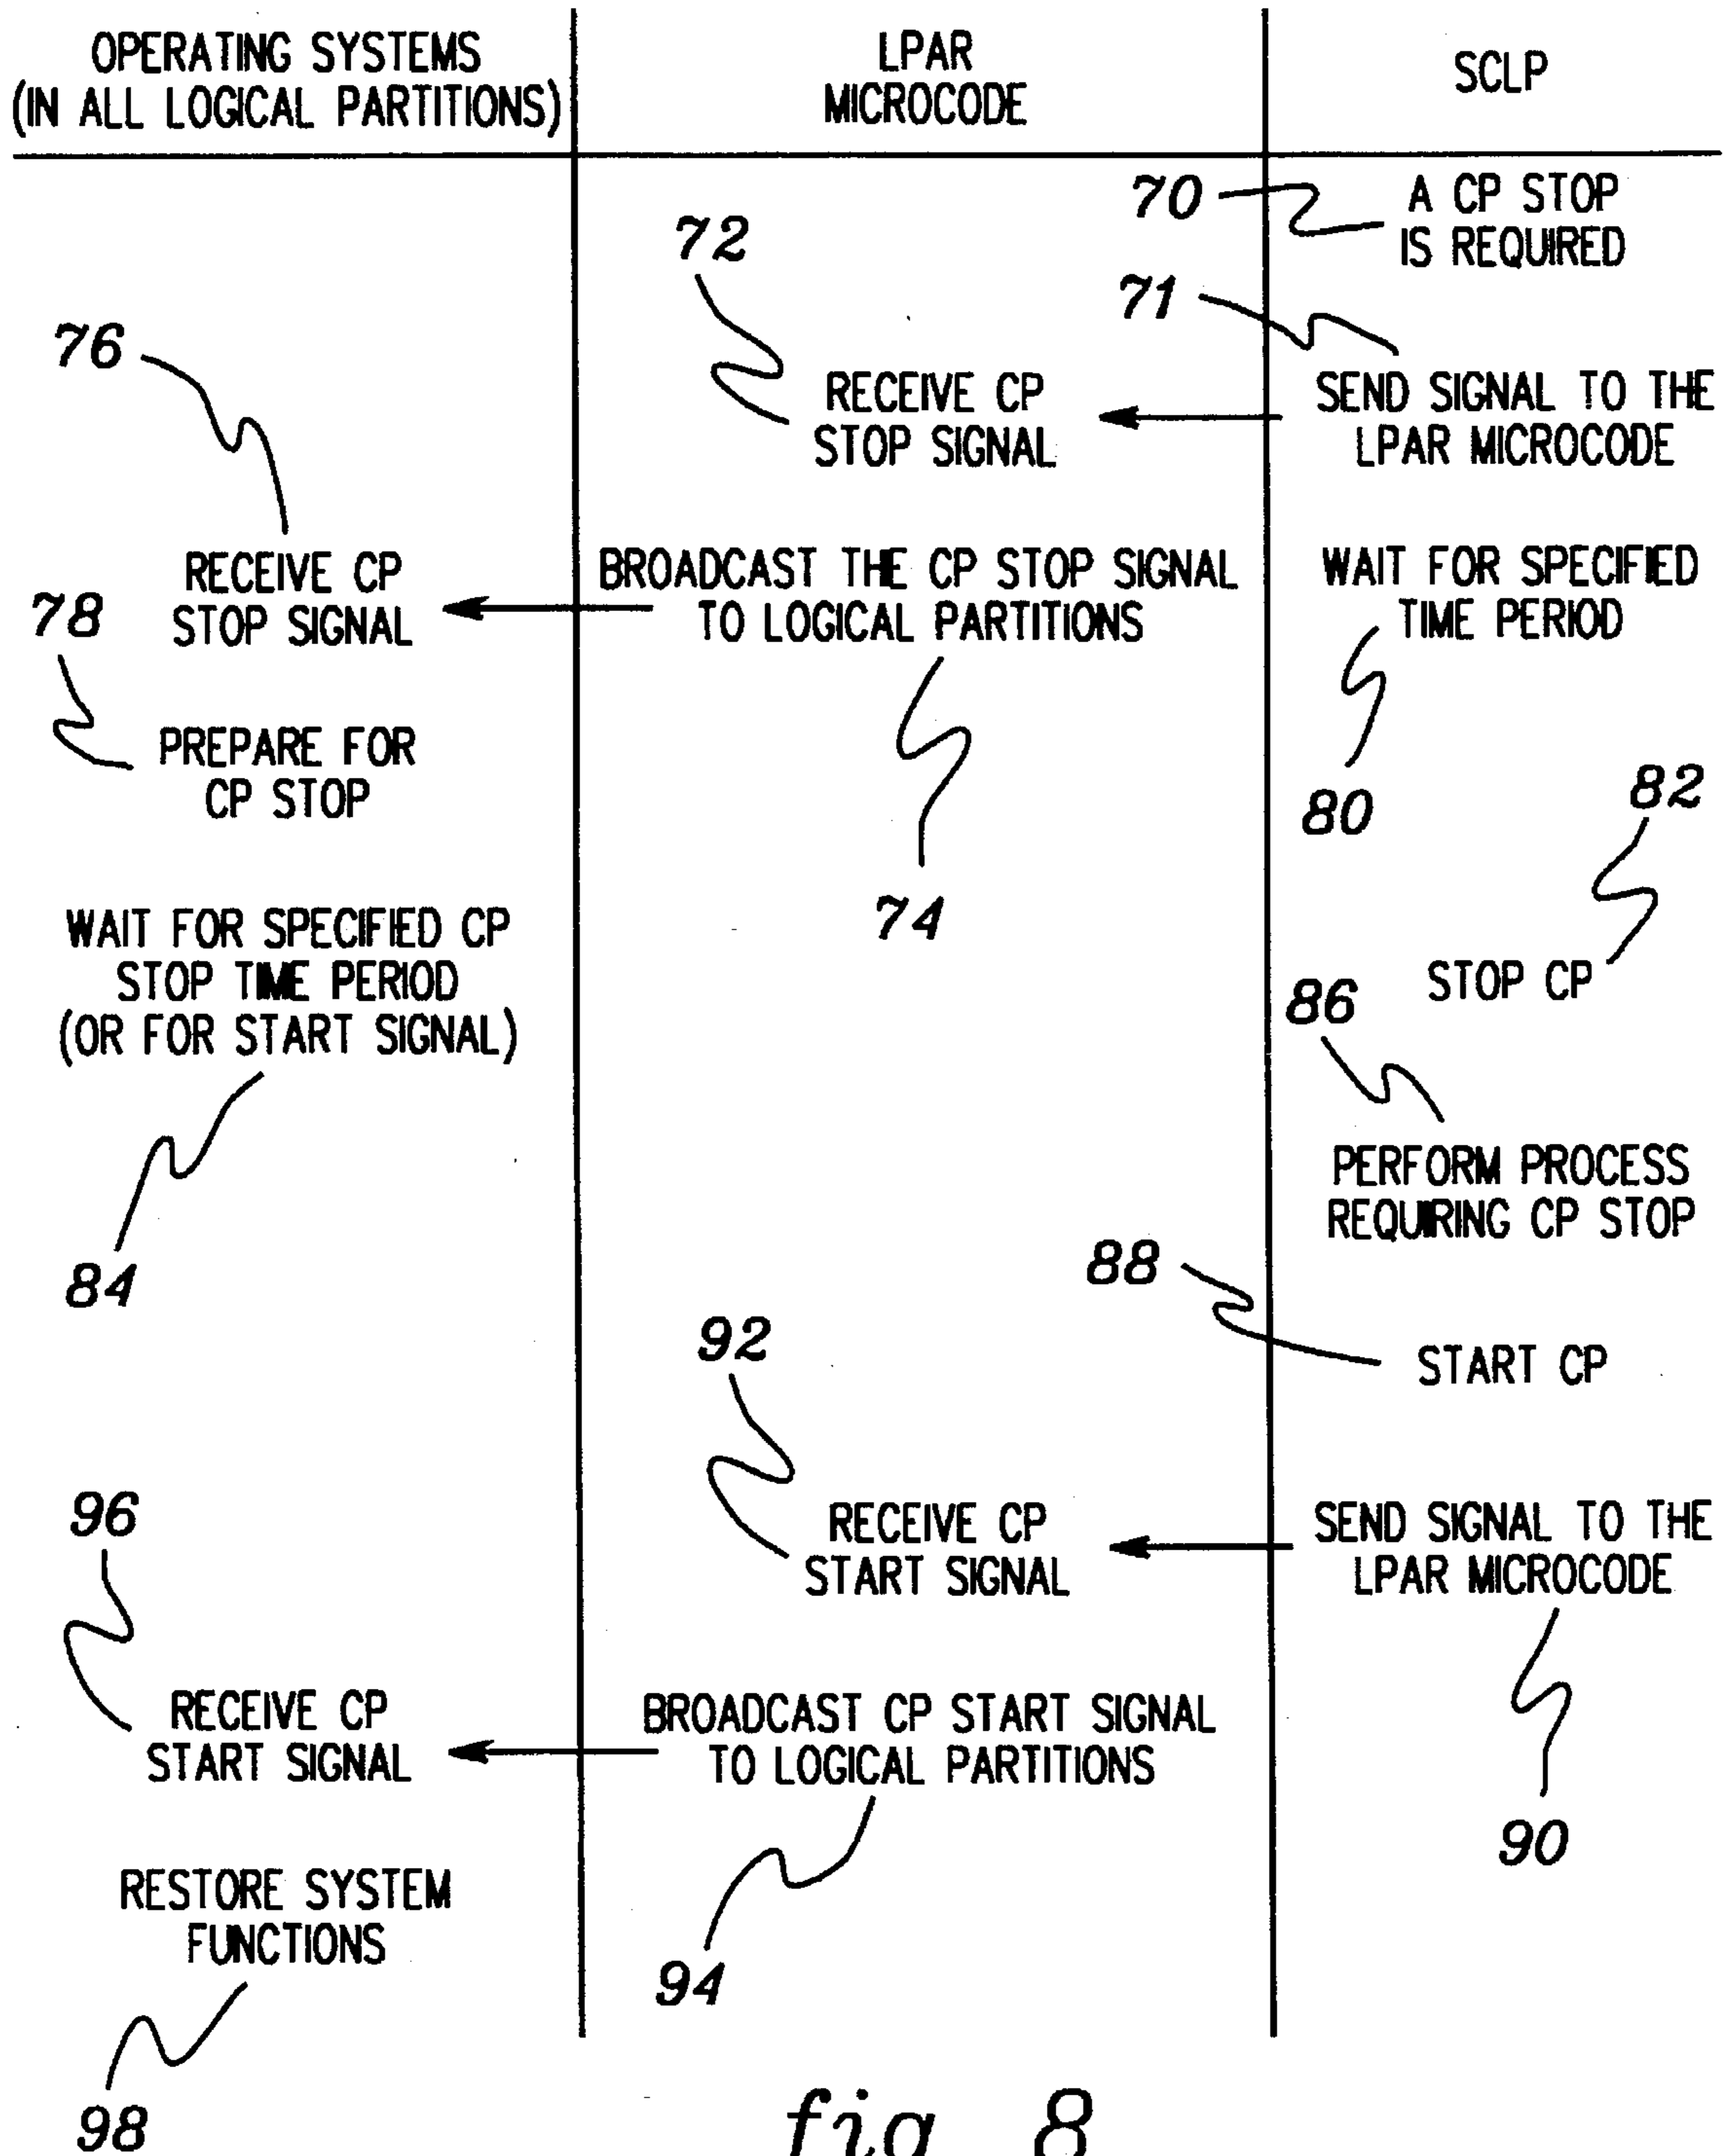 OPERATING SYSTEMS
(IN ALL LOGICAL PARTITIONS)
LPAR
MICROCODE
SCLP
70
A CP STOP
IS REQUIRED
72
71
76
RECEIVE CP
STOP SIGNAL
SEND SIGNAL TO THE
LPAR MICROCODE
RECEIVE CP
STOP SIGNAL
BROADCAST THE CP STOP SIGNAL
TO LOGICAL PARTITIONS
WAIT FOR SPECIFIED
TIME PERIOD
78
PREPARE FOR
CP STOP
80
82
74
WAIT FOR SPECIFIED CP
STOP TIME PERIOD
(OR FOR START SIGNAL)
STOP CP
86
PERFORM PROCESS
REQUIRING CP STOP
84
88
92
START CP
96
RECEIVE CP
START SIGNAL
SEND SIGNAL TO THE
LPAR MICROCODE
RECEIVE CP
START SIGNAL
BROADCAST CP START SIGNAL
TO LOGICAL PARTITIONS
90
RESTORE SYSTEM
FUNCTIONS
94
98
fig 8